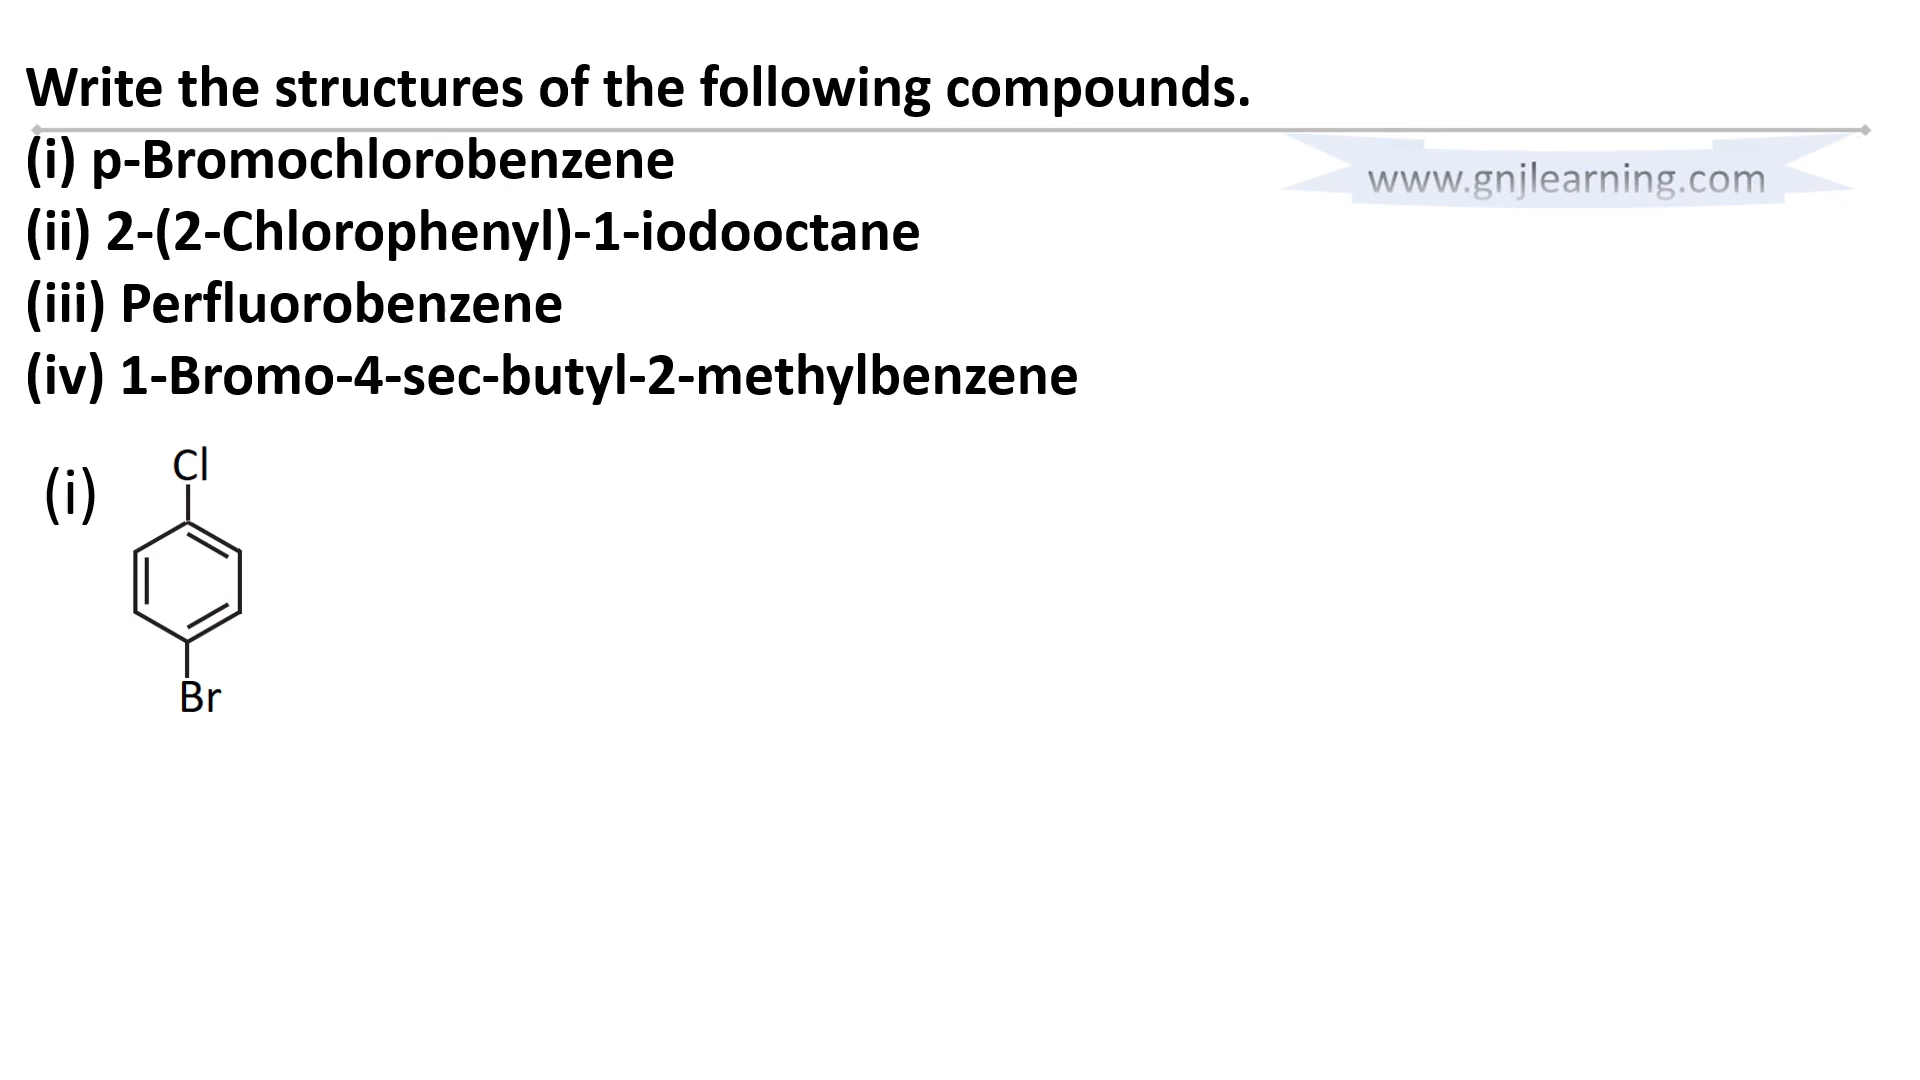 Write the structures of the following compounds.
(i) p-Bromochlorobenzene
www.gnjlearning.com
(ii) 2-(2-Chlorophenyl)-1-iodooctane
(iii) Perfluorobenzene
(iv) 1-Bromo-4-sec-butyl-2-methylbenzene
(i)
Cl
Br